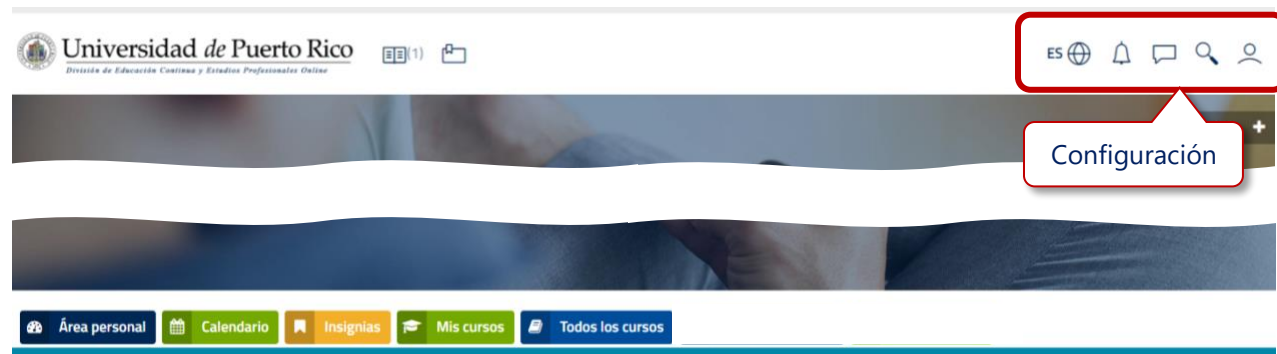 Universidad de Puerto Rico
División de Educación Continua y Estudios Profesionales Online
(1)
ES
+
Configuración
Área personal
Calendario
Insignias
Mis cursos
Todos los cursos